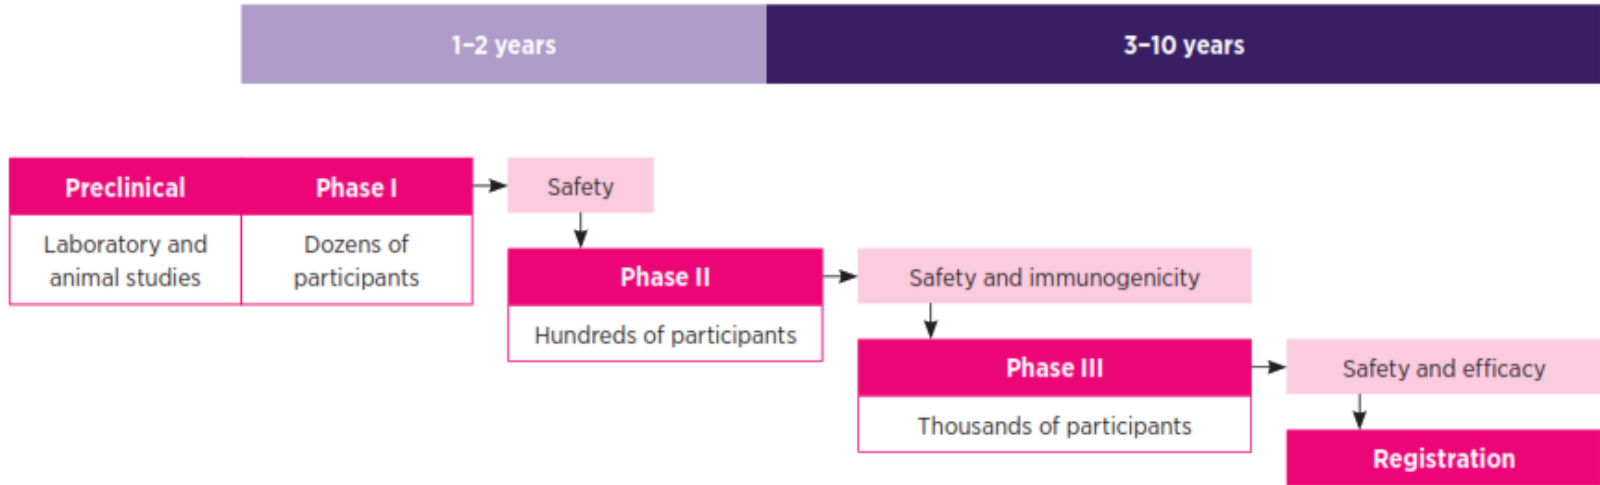 1–2 years
3–10 years
Preclinical
Phase I
Safety
Laboratory and
animal studies
Dozens of
participants
Phase II
Safety and immunogenicity
Hundreds of participants
Phase III
Safety and efficacy
Thousands of participants
Registration